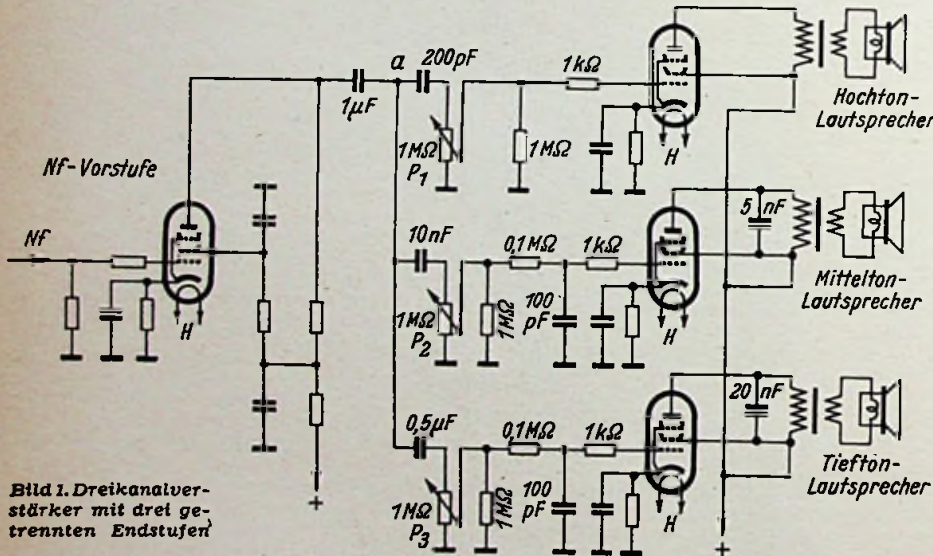 a
200pF
1µF
1MΩ
P1
1MΩ
1kΩ
H
Hochton-
Lautsprecher
Nf-Vorstufe
Nf
H
+
10nF
1MΩ
P2
1MΩ
0,1MΩ
100
pF
1kΩ
H
5 nF
Mittelton-
Lautsprecher
0,5µF
1MΩ
P3
1MΩ
0,1MΩ
100
pF
1kΩ
H
20 nF
Tiefton-
Lautsprecher
+
Bild 1. Dreikanalver-
stärker mit drei ge-
trennten Endstufen